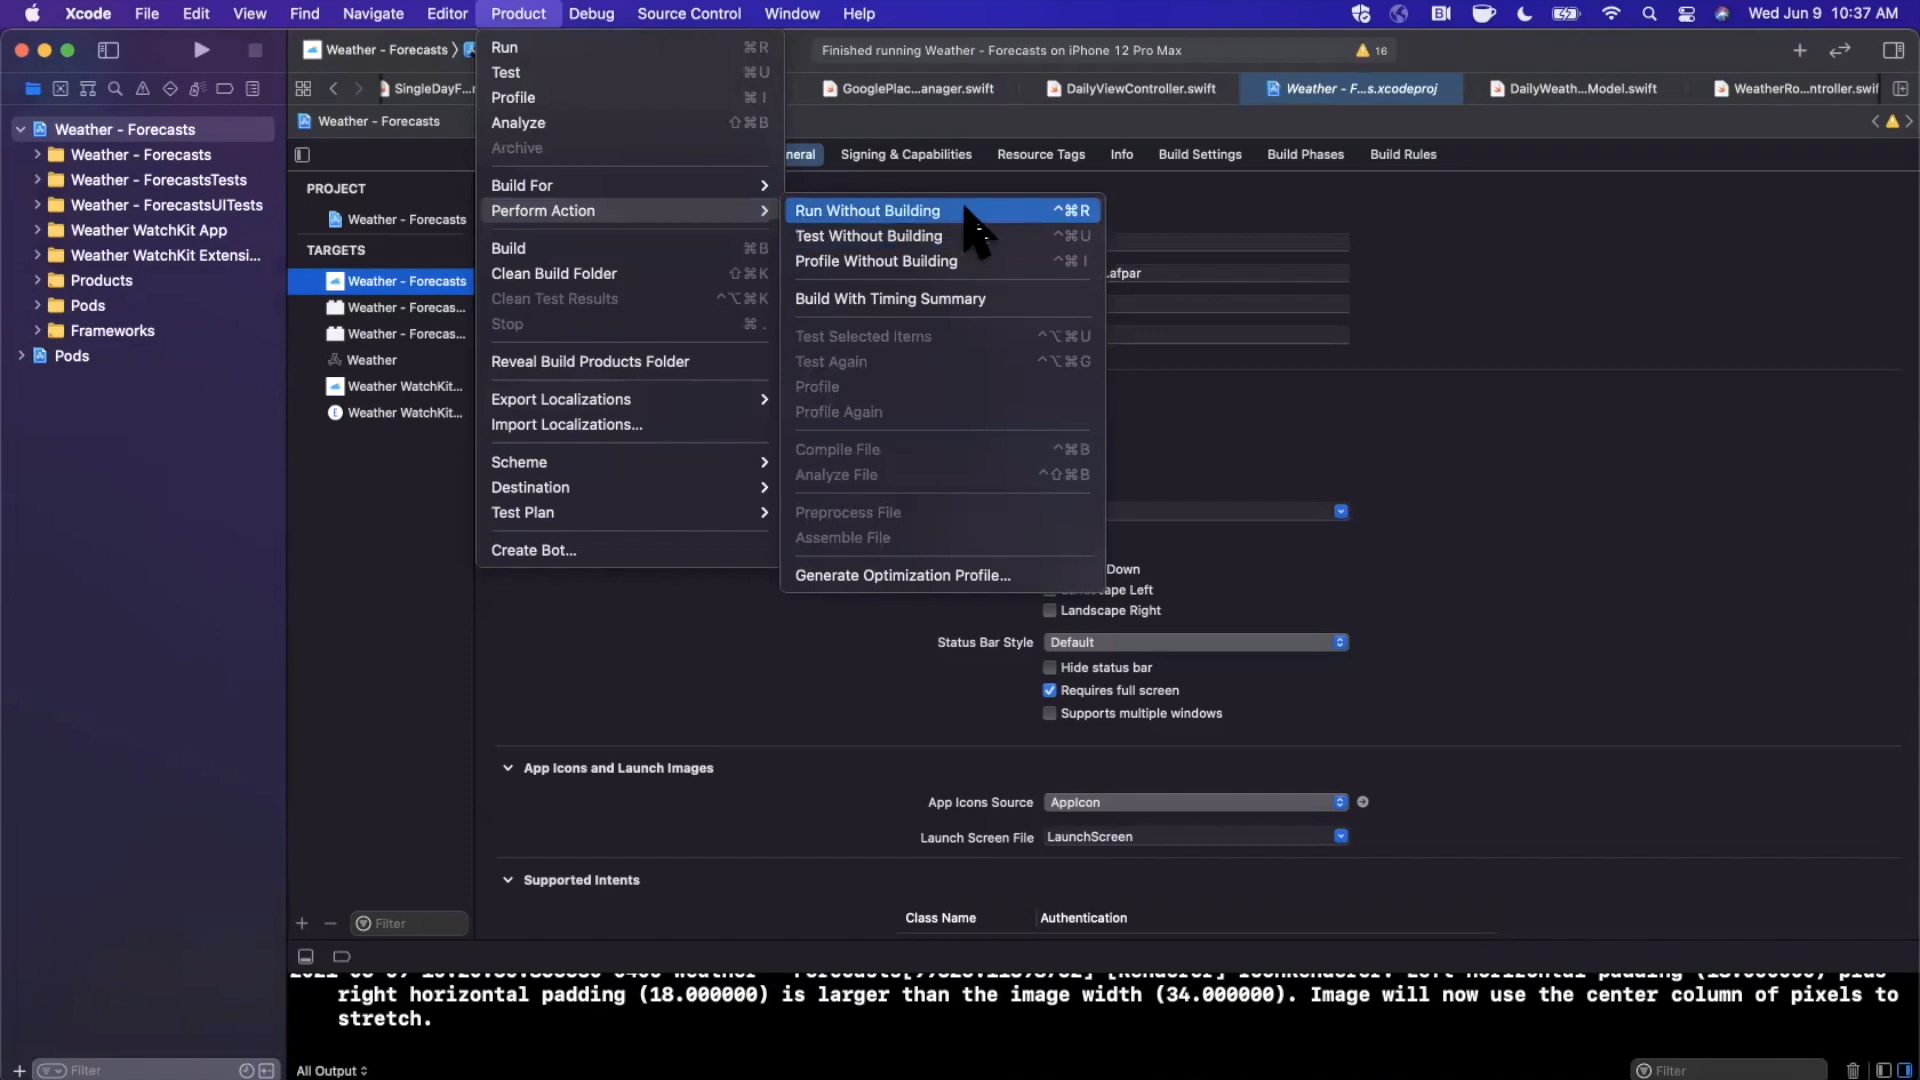 Xcode File Edit View Find Navigate Editor Product Debug Source Control Window Help
Wed Jun 9 10:37 AM
Weather - Forecasts
Finished running Weather - Forecasts on iPhone 12 Pro Max
16
SingleDayF...
GooglePlac...anager.swift
DailyViewController.swift
Weather - F...s.xcodeproj
DailyWeath...Model.swift
WeatherRo...ntroller.swif
Weather - Forecasts
Weather - Forecasts
Weather - Forecasts
Weather - ForecastsTests
Weather - ForecastsUITests
Weather WatchKit App
Weather WatchKit Extensi...
Products
Pods
Frameworks
Pods
PROJECT
Weather - Forecasts
TARGETS
Weather - Forecasts
Weather - Forecas...
Weather - Forecas...
Weather
Weather WatchKit...
Weather WatchKit...
Filter
Run ⌘R
Test ⌘U
Profile ⌘I
Analyze ⇧⌘B
Archive
Build For
Perform Action
Build ⌘B
Clean Build Folder ⇧⌘K
Clean Test Results ^⌥⌘K
Stop ⌘.
Reveal Build Products Folder
Export Localizations
Import Localizations...
Scheme
Destination
Test Plan
Create Bot...
Run Without Building ^⌘R
Test Without Building ^⌘U
Profile Without Building ^⌘I
Build With Timing Summary
Test Selected Items ^⌥⌘U
Test Again ^⌥⌘G
Profile
Profile Again
Compile File ^⌘B
Analyze File ^⇧⌘B
Preprocess File
Assemble File
Generate Optimization Profile...
neral Signing & Capabilities Resource Tags Info Build Settings Build Phases Build Rules
.afpar
Down
Landscape Left
Landscape Right
Status Bar Style Default
Hide status bar
Requires full screen
Supports multiple windows
App Icons and Launch Images
App Icons Source AppIcon
Launch Screen File LaunchScreen
Supported Intents
Class Name Authentication
right horizontal padding (18.000000) is larger than the image width (34.000000). Image will now use the center column of pixels to
stretch.
Filter
All Output
Filter